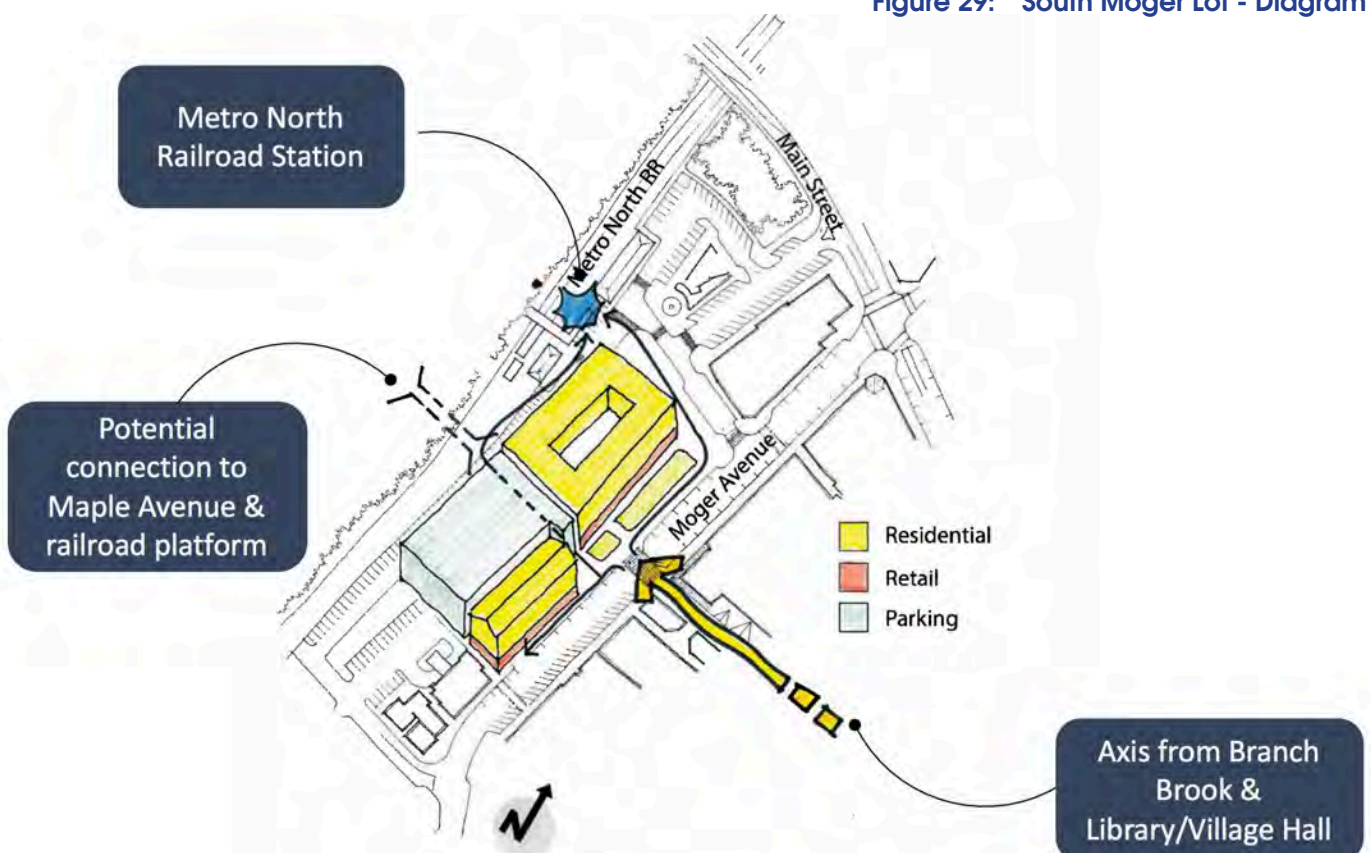 Figure 29: South Moger Lot - Diagram
Metro North
Railroad Station
Main Street
Metro North RR
Potential
connection to
Maple Avenue &
railroad platform
Moger Avenue
Residential
Retail
Parking
Axis from Branch
Brook &
Library/Village Hall
N